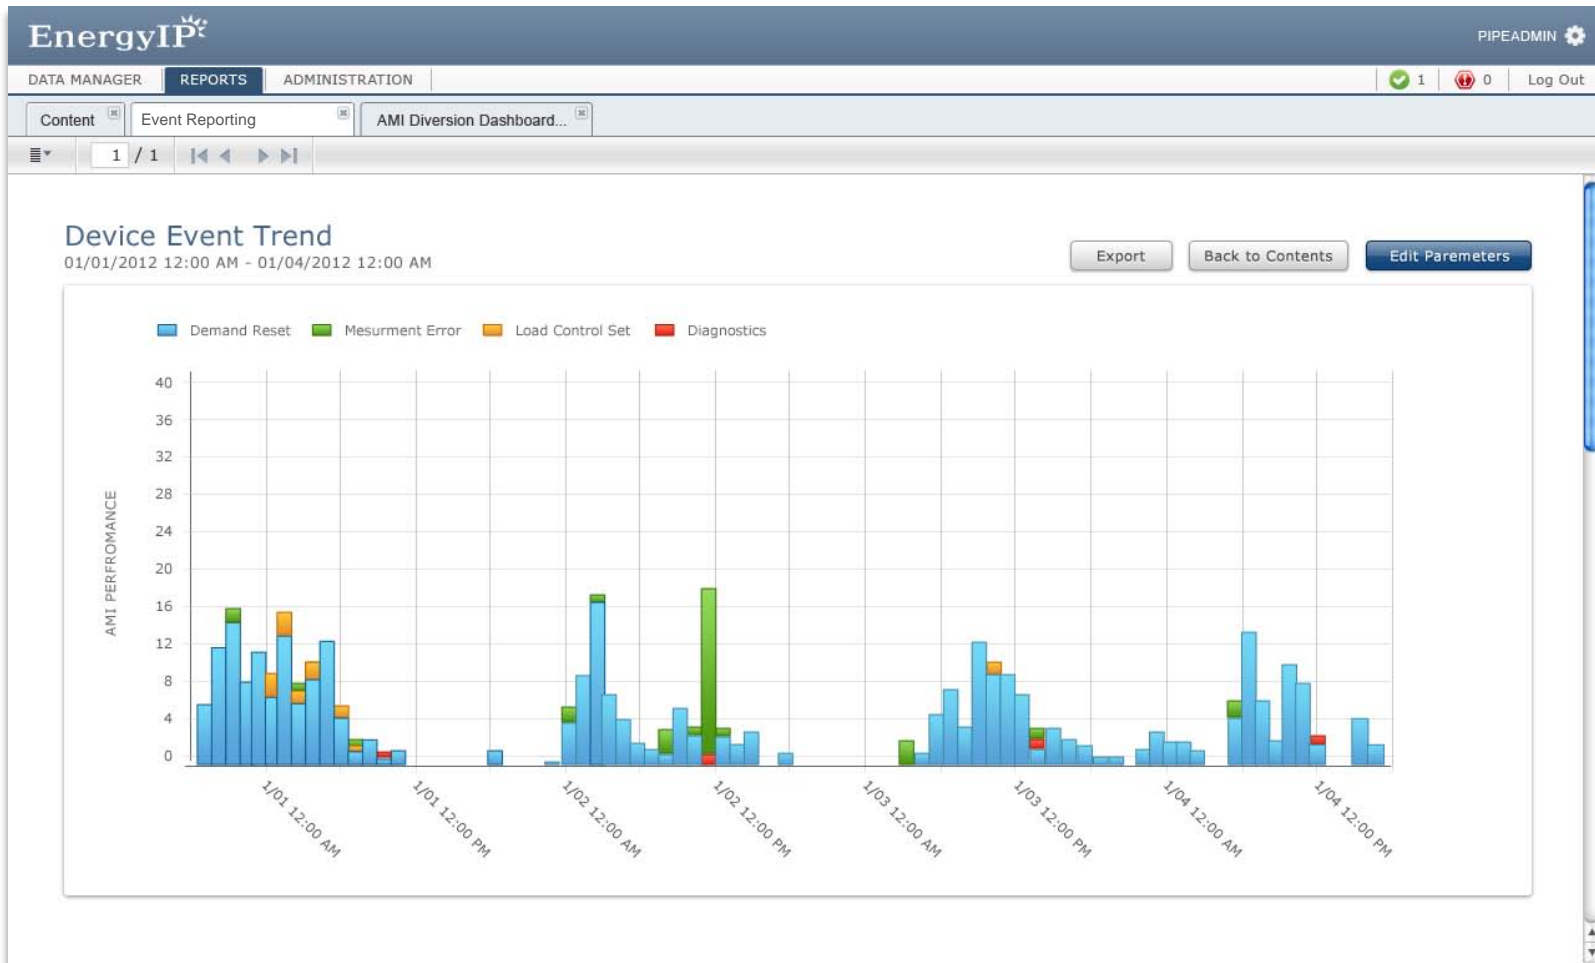 EnergyIP
PIPEADMIN
DATA MANAGER REPORTS ADMINISTRATION 1 0 Log Out
Content Event Reporting AMI Diversion Dashboard...
1 / 1
Device Event Trend
01/01/2012 12:00 AM - 01/04/2012 12:00 AM
Export Back to Contents Edit Paremeters
Demand Reset Mesurment Error Load Control Set Diagnostics
40
36
32
28
24
20
16
12
8
4
0
AMI PERFROMANCE
1/01 12:00 AM
1/01 12:00 PM
1/02 12:00 AM
1/02 12:00 PM
1/03 12:00 AM
1/03 12:00 PM
1/04 12:00 AM
1/04 12:00 PM